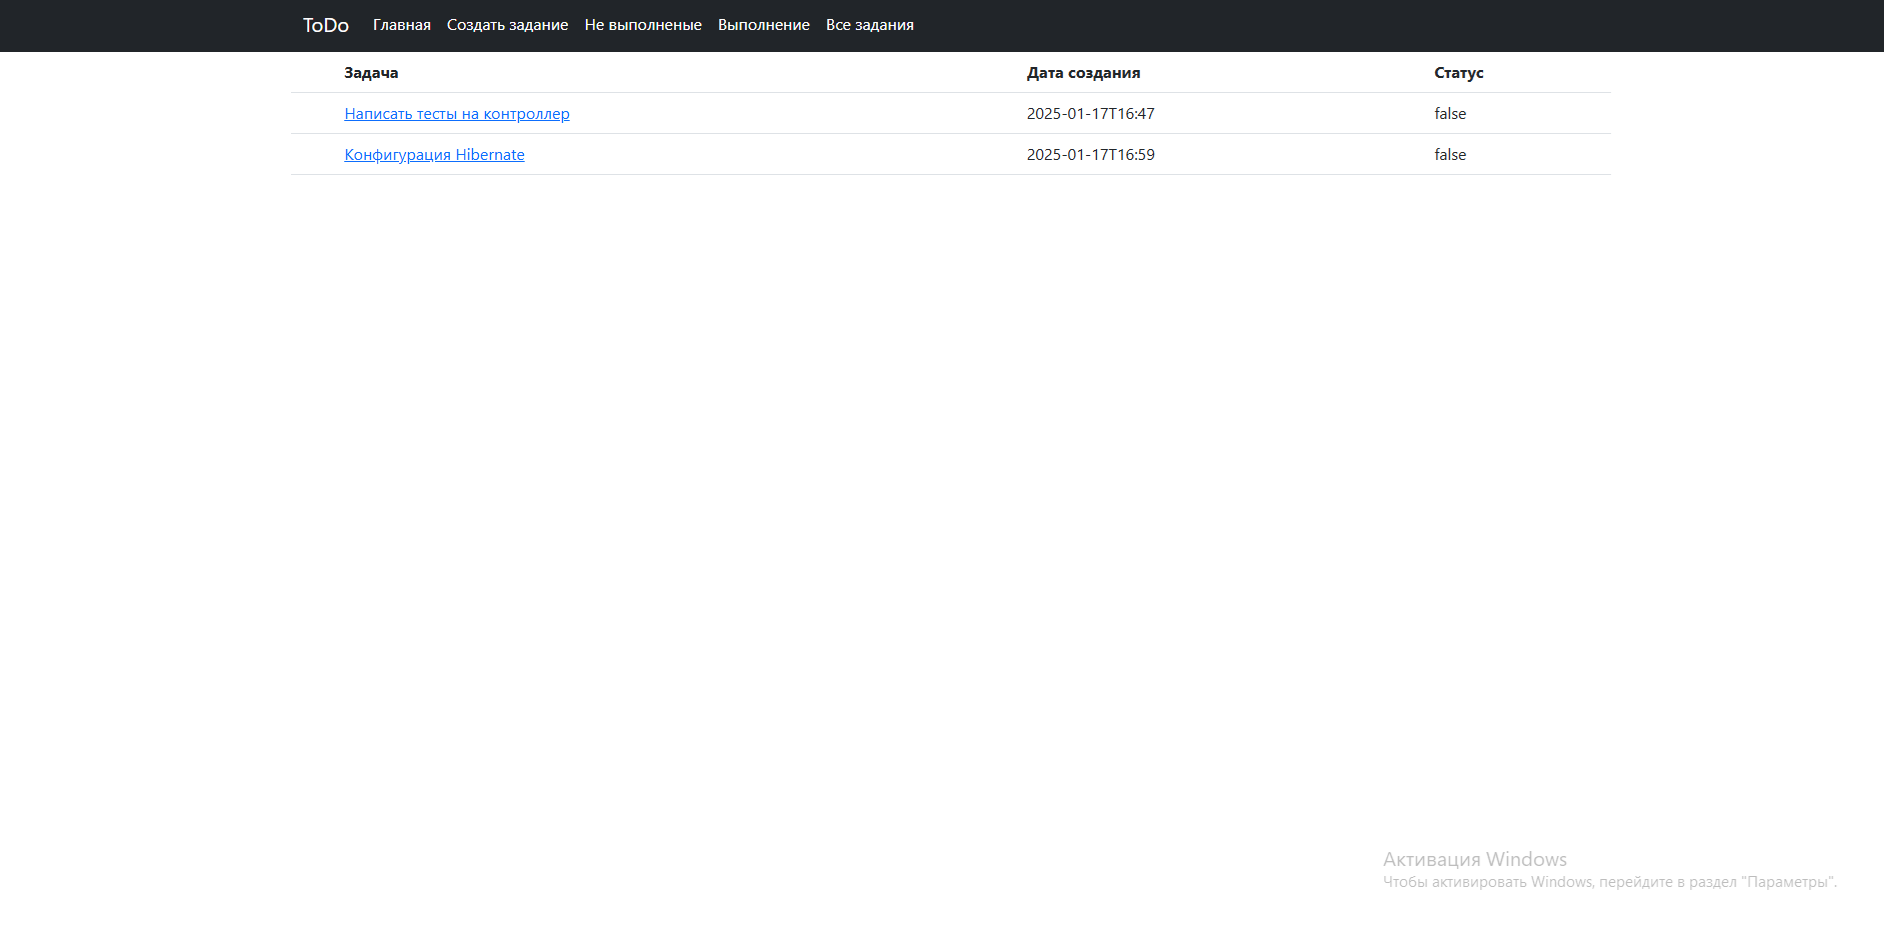 ToDo Главная Создать задание Не выполненые Выполнение Все задания
Задача Дата создания Статус
Написать тесты на контроллер 2025-01-17T16:47 false
Конфигурация Hibernate 2025-01-17T16:59 false
Активация Windows
Чтобы активировать Windows, перейдите в раздел "Параметры".